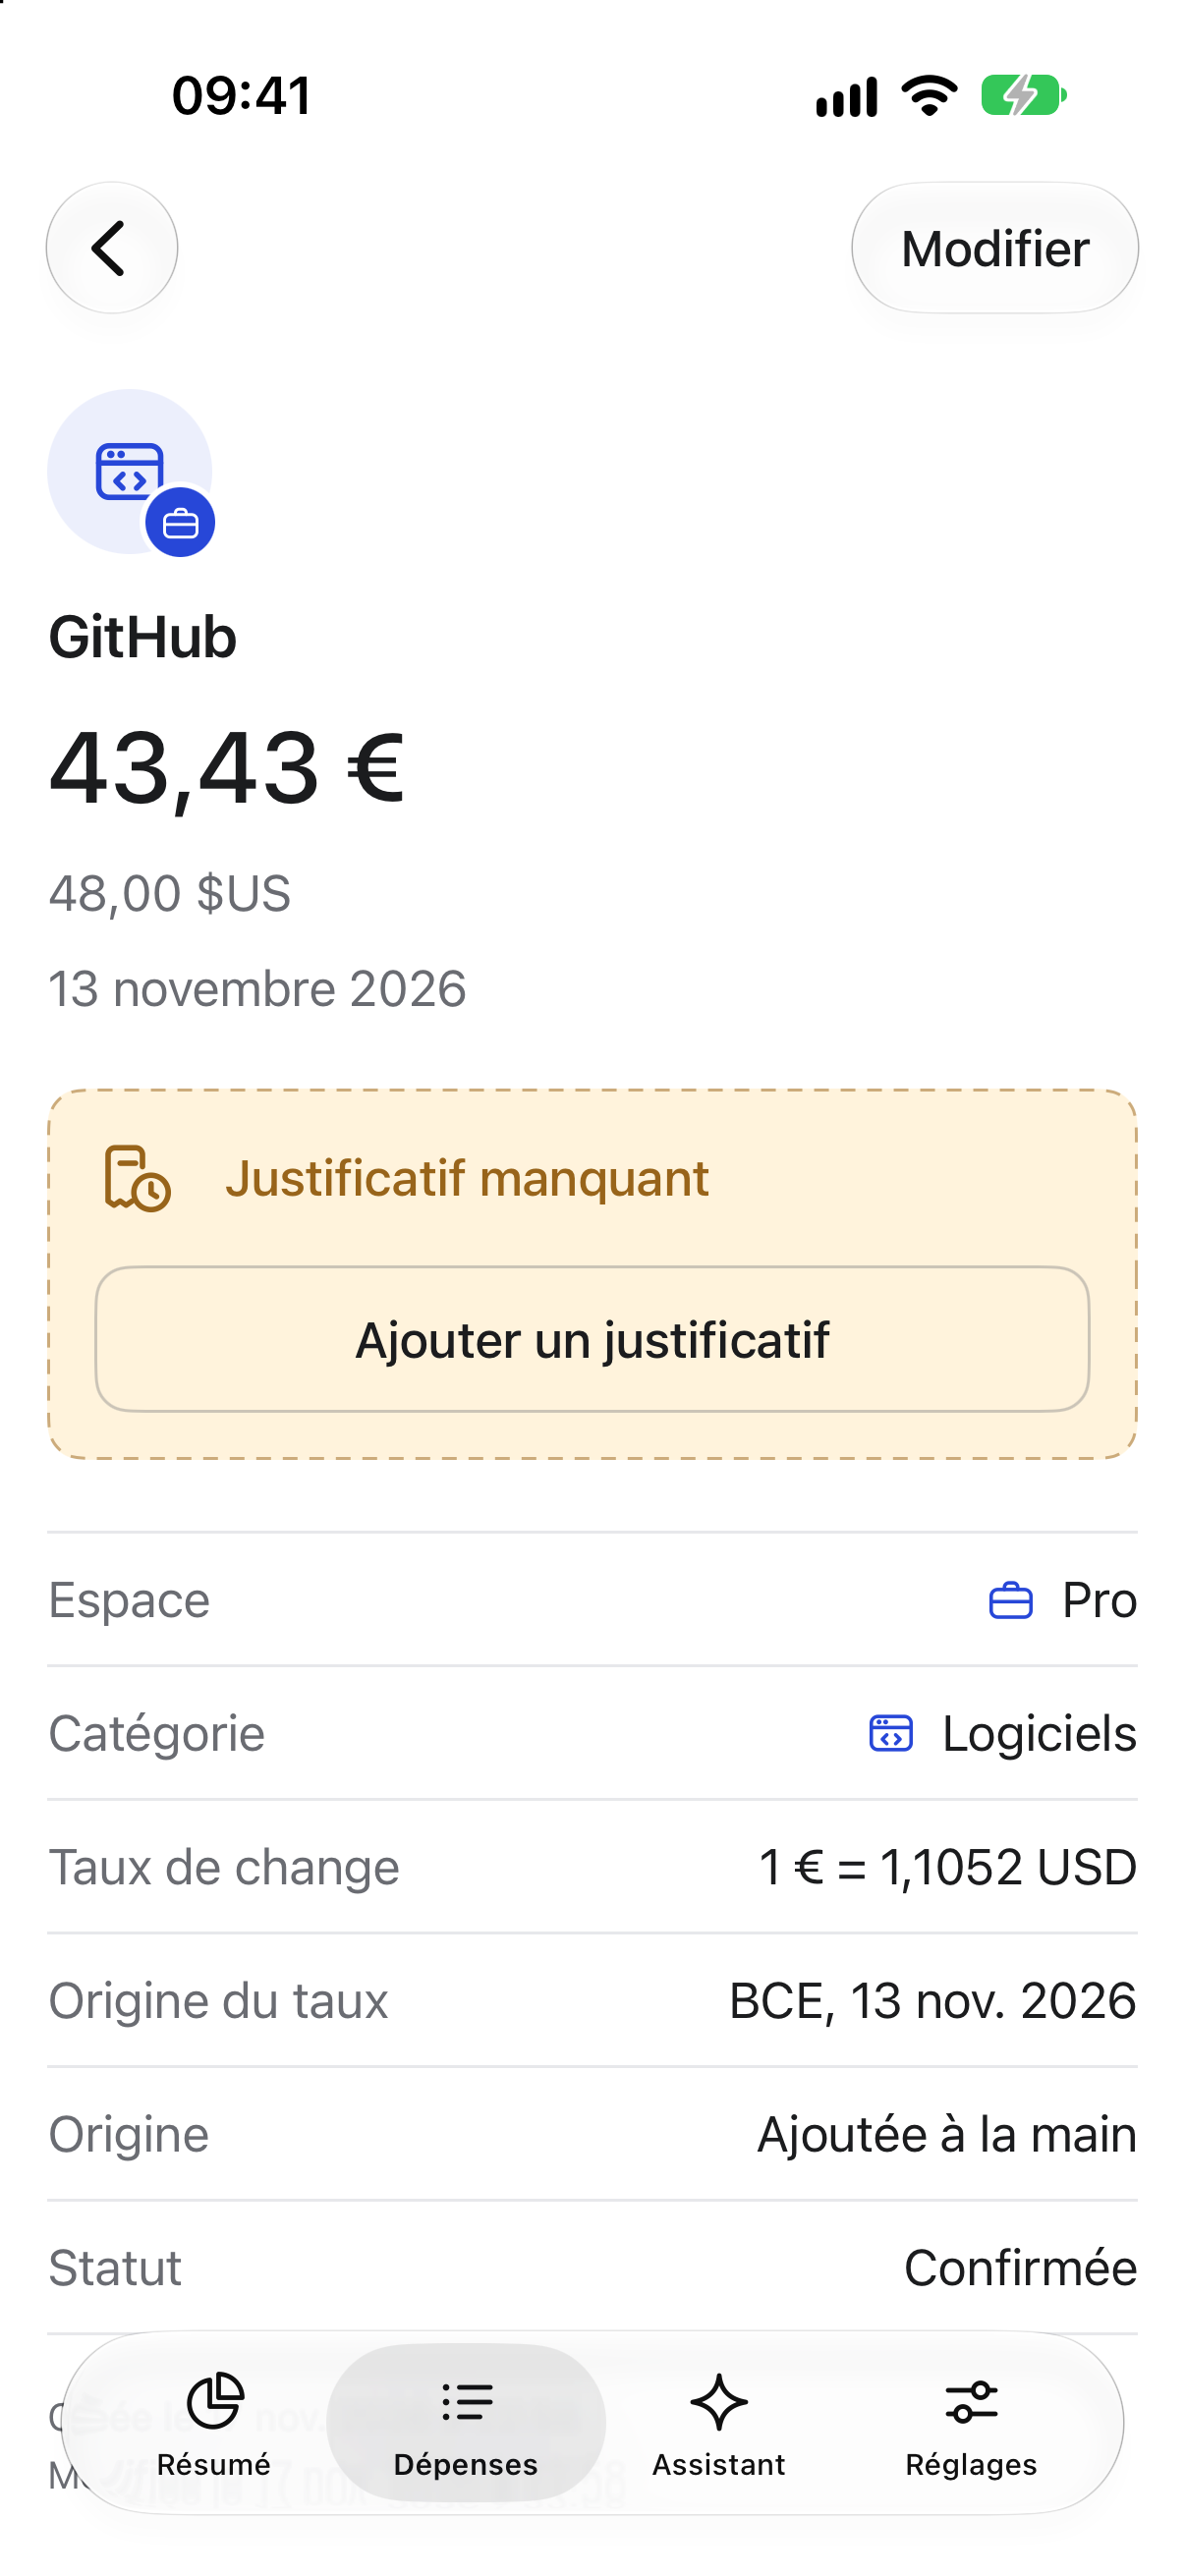 09:41
Modifier
GitHub
43,43 €
48,00 $US
13 novembre 2026
Justificatif manquant
Ajouter un justificatif
Espace Pro
Catégorie Logiciels
Taux de change 1 € = 1,1052 USD
Origine du taux BCE, 13 nov. 2026
Origine Ajoutée à la main
Statut Confirmée
Résumé Dépenses Assistant Réglages